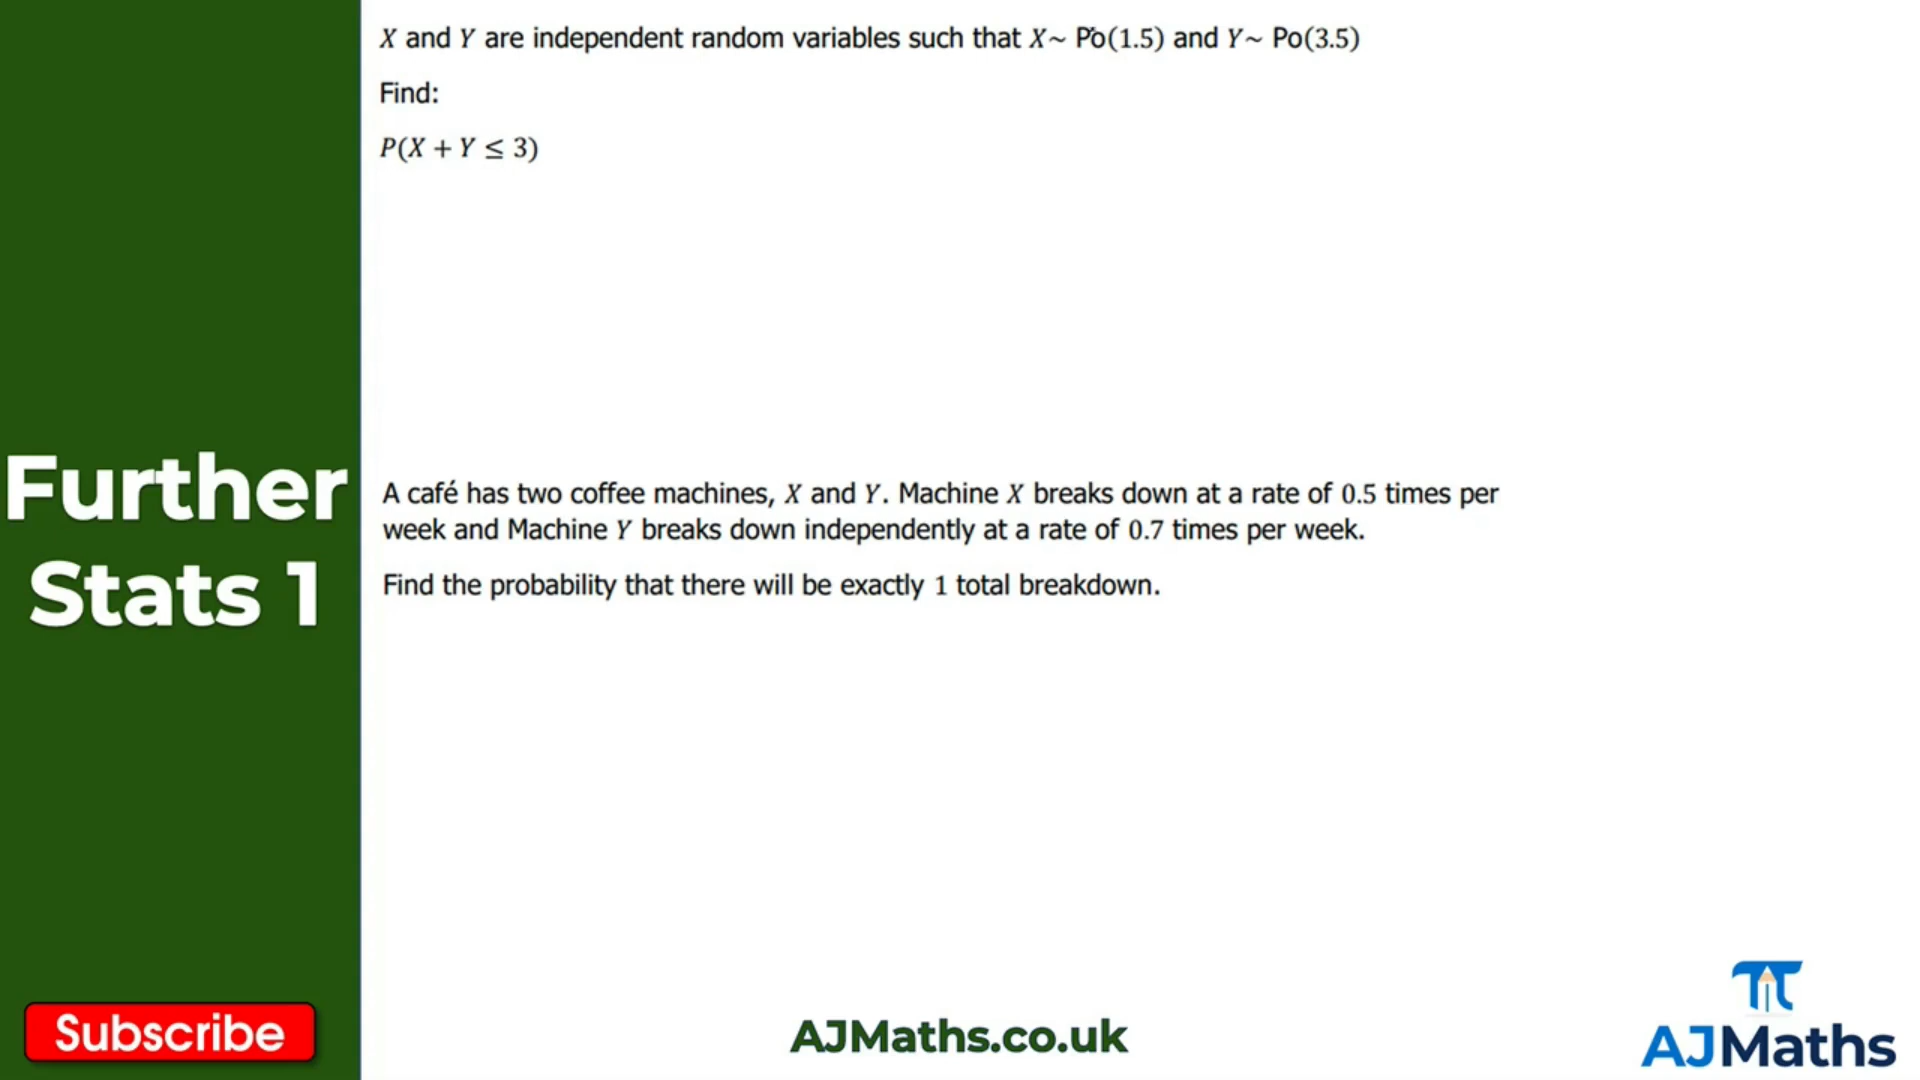 X and Y are independent random variables such that X~ Po(1.5) and Y~ Po(3.5)
Find:
P(X + Y ≤ 3)
Further
Stats 1
A café has two coffee machines, X and Y. Machine X breaks down at a rate of 0.5 times per
week and Machine Y breaks down independently at a rate of 0.7 times per week.
Find the probability that there will be exactly 1 total breakdown.
Subscribe
AJMaths.co.uk
AJMaths